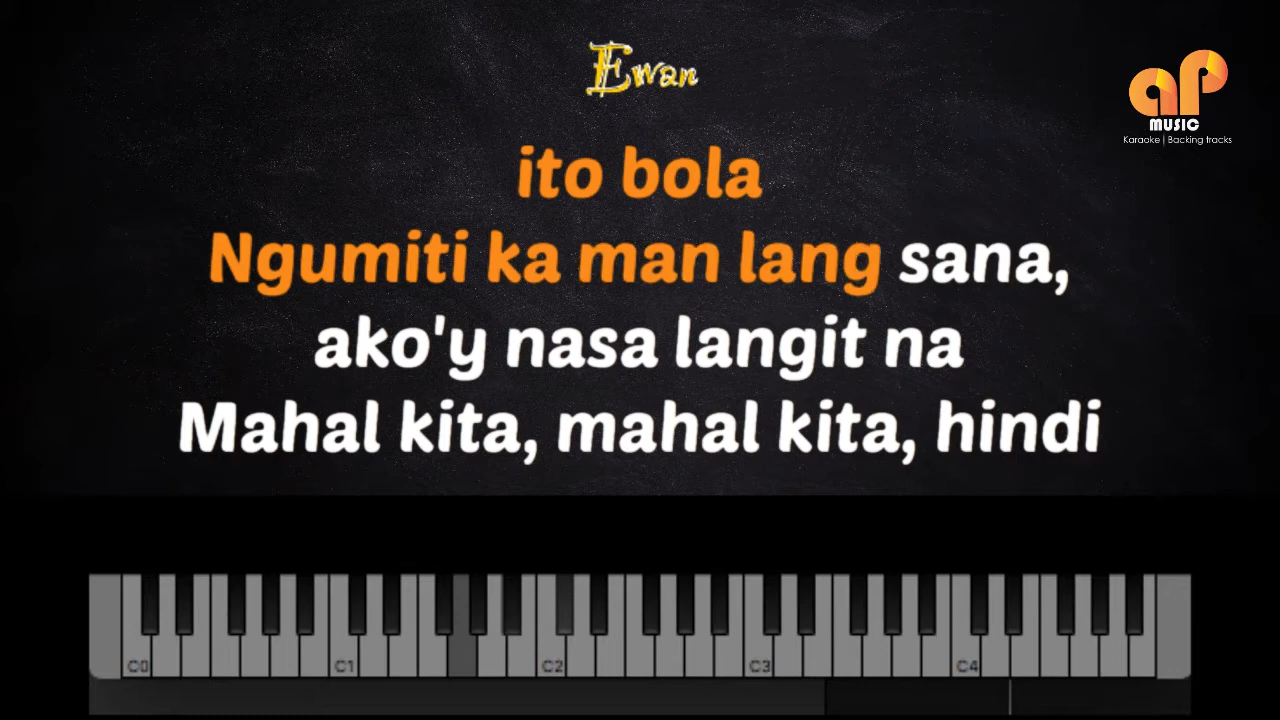 Ewan
ap
MUSIC
Karaoke | Backing tracks
ito bola
Ngumiti ka man lang sana,
ako'y nasa langit na
Mahal kita, mahal kita, hindi
C0 C1 C2 C3 C4